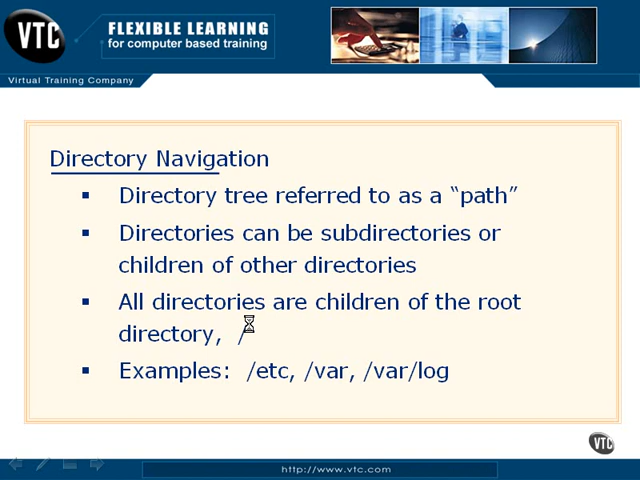 VTC
FLEXIBLE LEARNING
for computer based training
Virtual Training Company
Directory Navigation
▪ Directory tree referred to as a “path”
▪ Directories can be subdirectories or
children of other directories
▪ All directories are children of the root
directory, /
▪ Examples: /etc, /var, /var/log
VTC
http://www.vtc.com